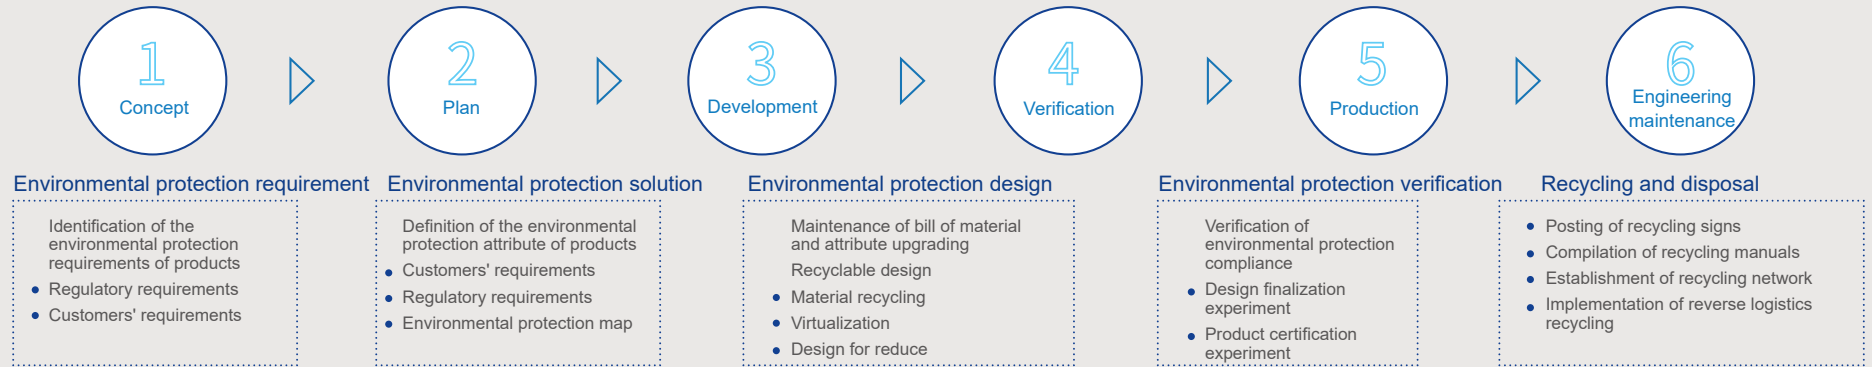 1
Concept
2
Plan
3
Development
4
Verification
5
Production
6
Engineering
maintenance
Environmental protection requirement
Identification of the
environmental protection
requirements of products
Regulatory requirements
Customers' requirements
Environmental protection solution
Definition of the environmental
protection attribute of products
Customers' requirements
Regulatory requirements
Environmental protection map
Environmental protection design
Maintenance of bill of material
and attribute upgrading
Recyclable design
Material recycling
Virtualization
Design for reduce
Environmental protection verification
Verification of
environmental protection
compliance
Design finalization
experiment
Product certification
experiment
Recycling and disposal
Posting of recycling signs
Compilation of recycling manuals
Establishment of recycling network
Implementation of reverse logistics
recycling